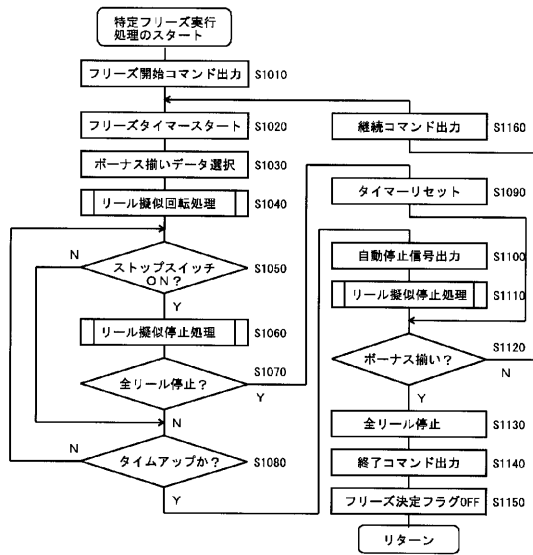 特定フリーズ実行
処理のスタート
フリーズ開始コマンド出力 S1010
フリーズタイマースタート S1020
ボーナス揃いデータ選択 S1030
リール擬似回転処理 S1040
N
ストップスイッチ
ON?
S1050
Y
リール擬似停止処理 S1060
S1070
全リール停止?
Y
N
N
タイムアップか? S1080
Y
継続コマンド出力 S1160
タイマーリセット S1090
自動停止信号出力 S1100
リール擬似停止処理 S1110
S1120
ボーナス揃い?
N
Y
全リール停止 S1130
終了コマンド出力 S1140
フリーズ決定フラグOFF S1150
リターン